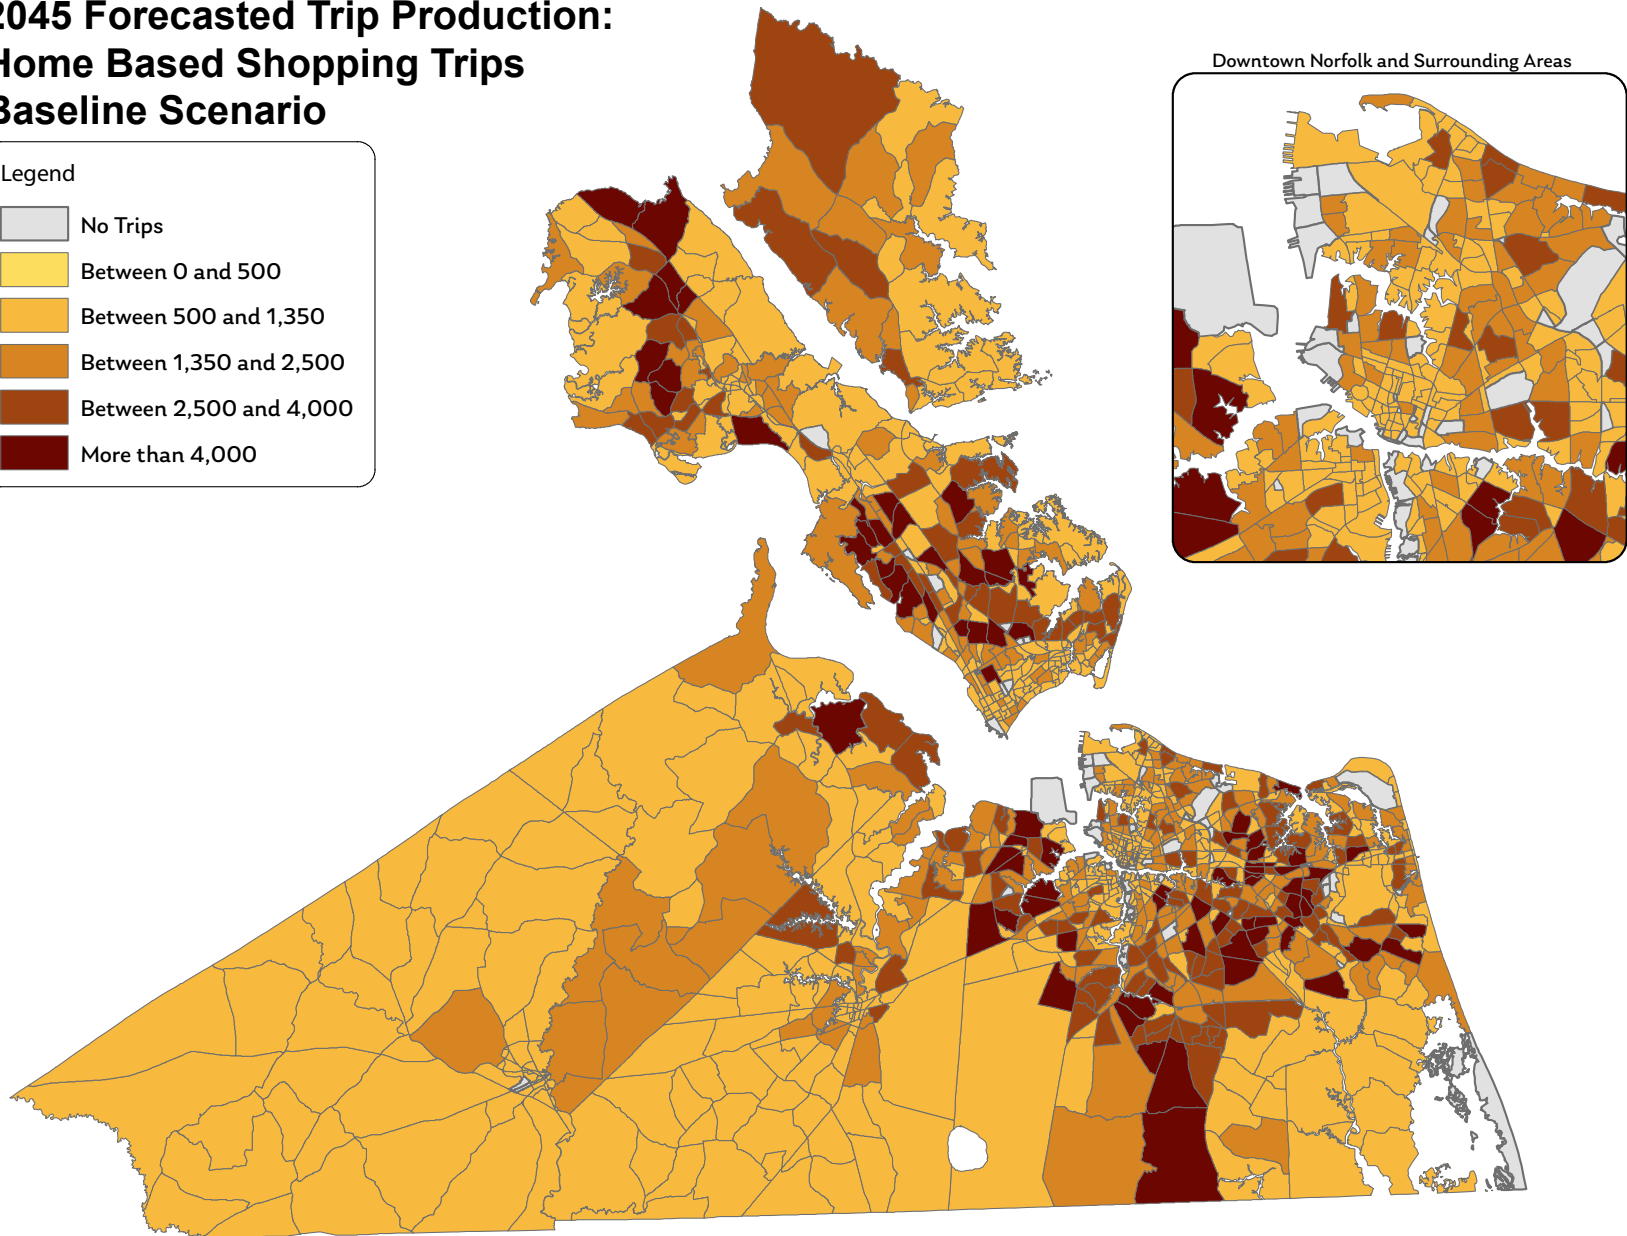 2045 Forecasted Trip Production:
Home Based Shopping Trips
Baseline Scenario
Downtown Norfolk and Surrounding Areas
Legend
No Trips
Between 0 and 500
Between 500 and 1,350
Between 1,350 and 2,500
Between 2,500 and 4,000
More than 4,000